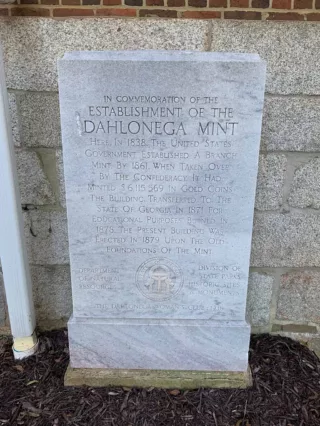 IN COMMEMORATION OF THE
ESTABLISHMENT OF THE
DAHLONEGA MINT
HERE IN 1838, THE UNITED STATES
GOVERNMENT ESTABLISHED A BRANCH
MINT. BY 1861, WHEN TAKEN OVER
BY THE CONFEDERACY, IT HAD
MINTED $6,115,569 IN GOLD COINS.
THE BUILDING TRANSFERRED TO THE
STATE OF GEORGIA IN 1871 FOR
EDUCATIONAL PURPOSES
1878. THE PRESENT BUILDING WAS
ERECTED IN 1879 UPON THE OLD
FOUNDATIONS OF THE MINT.
DIVISION OF